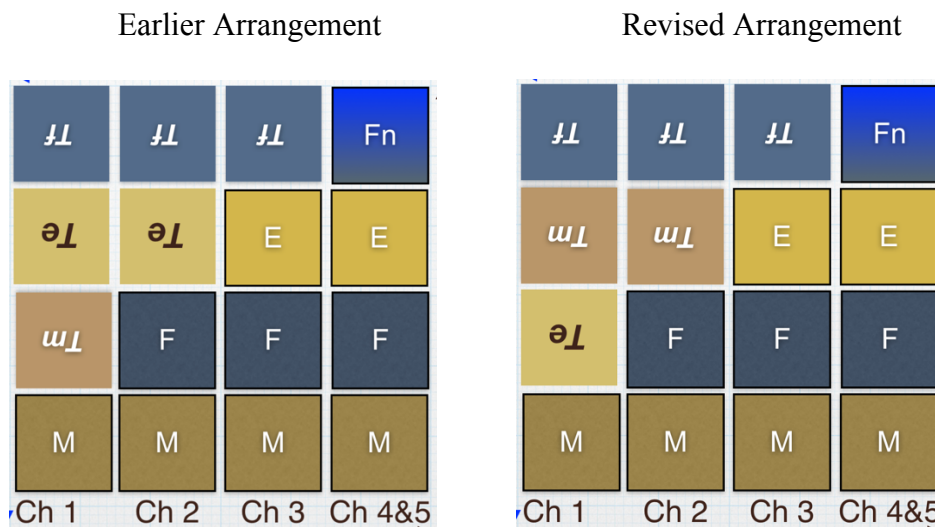 Earlier Arrangement Revised Arrangement
Tf Tf Tf Fn Tf Tf Tf Fn
Te Te E E Tm Tm E E
Tm F F F Te F F F
M M M M M M M M
Ch 1 Ch 2 Ch 3 Ch 4&5 Ch 1 Ch 2 Ch 3 Ch 4&5